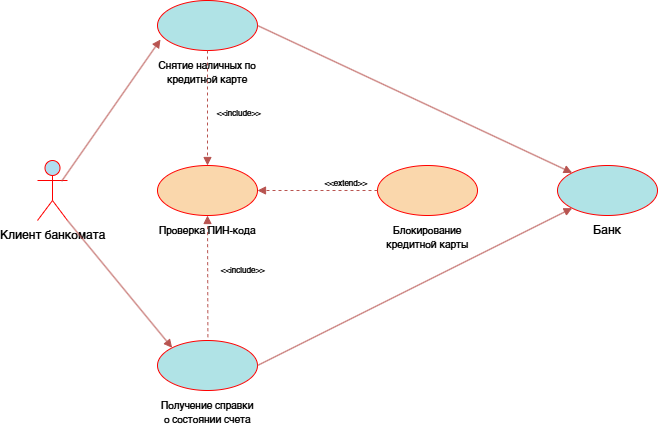 Снятие наличных по
кредитной карте
<<include>>
<<extend>>
Клиент банкомата
Проверка ПИН-кода
Блокирование
кредитной карты
Банк
<<include>>
Получение справки
о состоянии счета